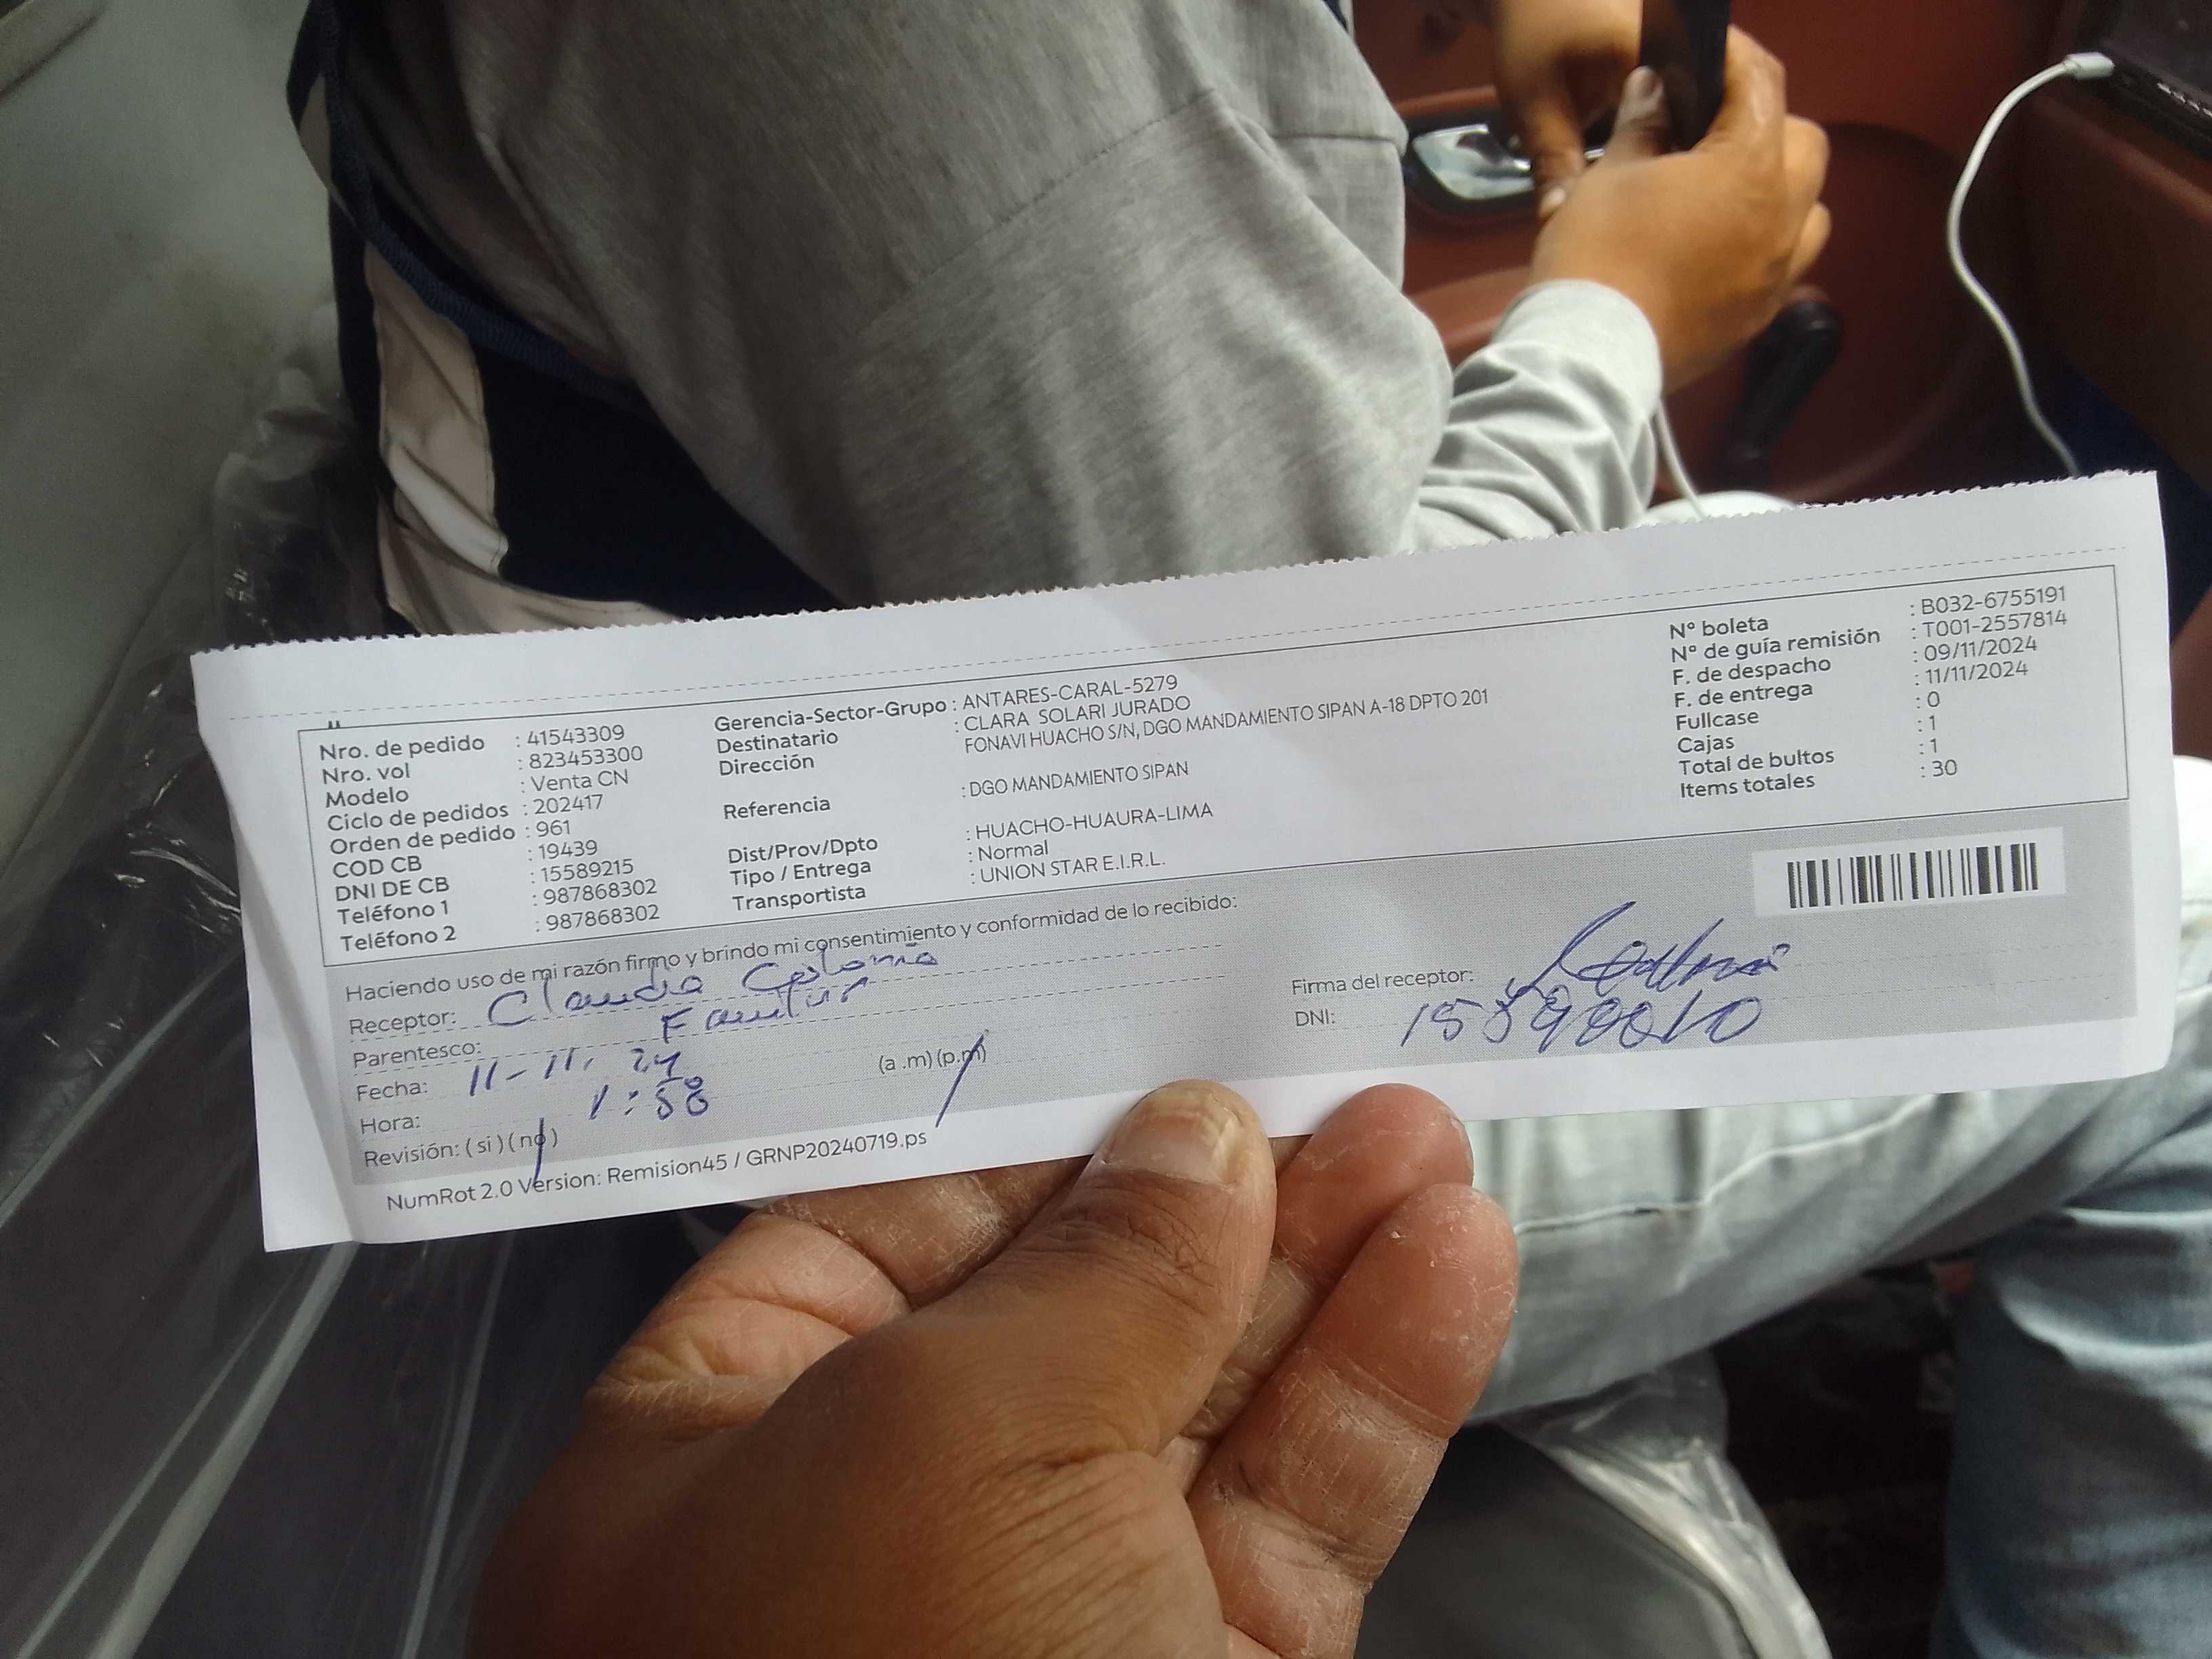 Nro. de pedido : 41543309
Nro. vol : 823453300
Modelo : Venta CN
Ciclo de pedidos : 202417
Orden de pedido : 961
COD CB : 19439
DNI DE CB : 15589215
Teléfono 1 : 987868302
Teléfono 2 : 987868302
Gerencia-Sector-Grupo : ANTARES-CARAL-5279
Destinatario : CLARA SOLARI JURADO
Dirección FONAVI HUACHO S/N, DGO MANDAMIENTO SIPAN A-18 DPTO 201
Referencia : DGO MANDAMIENTO SIPAN
Dist/Prov/Dpto : HUACHO-HUAURA-LIMA
Tipo / Entrega : Normal
Transportista : UNION STAR E.I.R.L.
N° boleta : B032-6755191
N° de guía remisión : T001-2557814
F. de despacho : 09/11/2024
F. de entrega : 11/11/2024
Fullcase : 0
Cajas : 1
Total de bultos : 1
Items totales : 30
Haciendo uso de mi razón firmo y brindo mi consentimiento y conformidad de lo recibido:
Receptor: Claudia
Parentesco:
Fecha: 11-11. 24
Hora: 1:58 (a .m) (p.m)
Revisión: ( si ) ( no )
Firma del receptor:
DNI:
NumRot 2.0 Version: Remision45 / GRNP20240719.ps